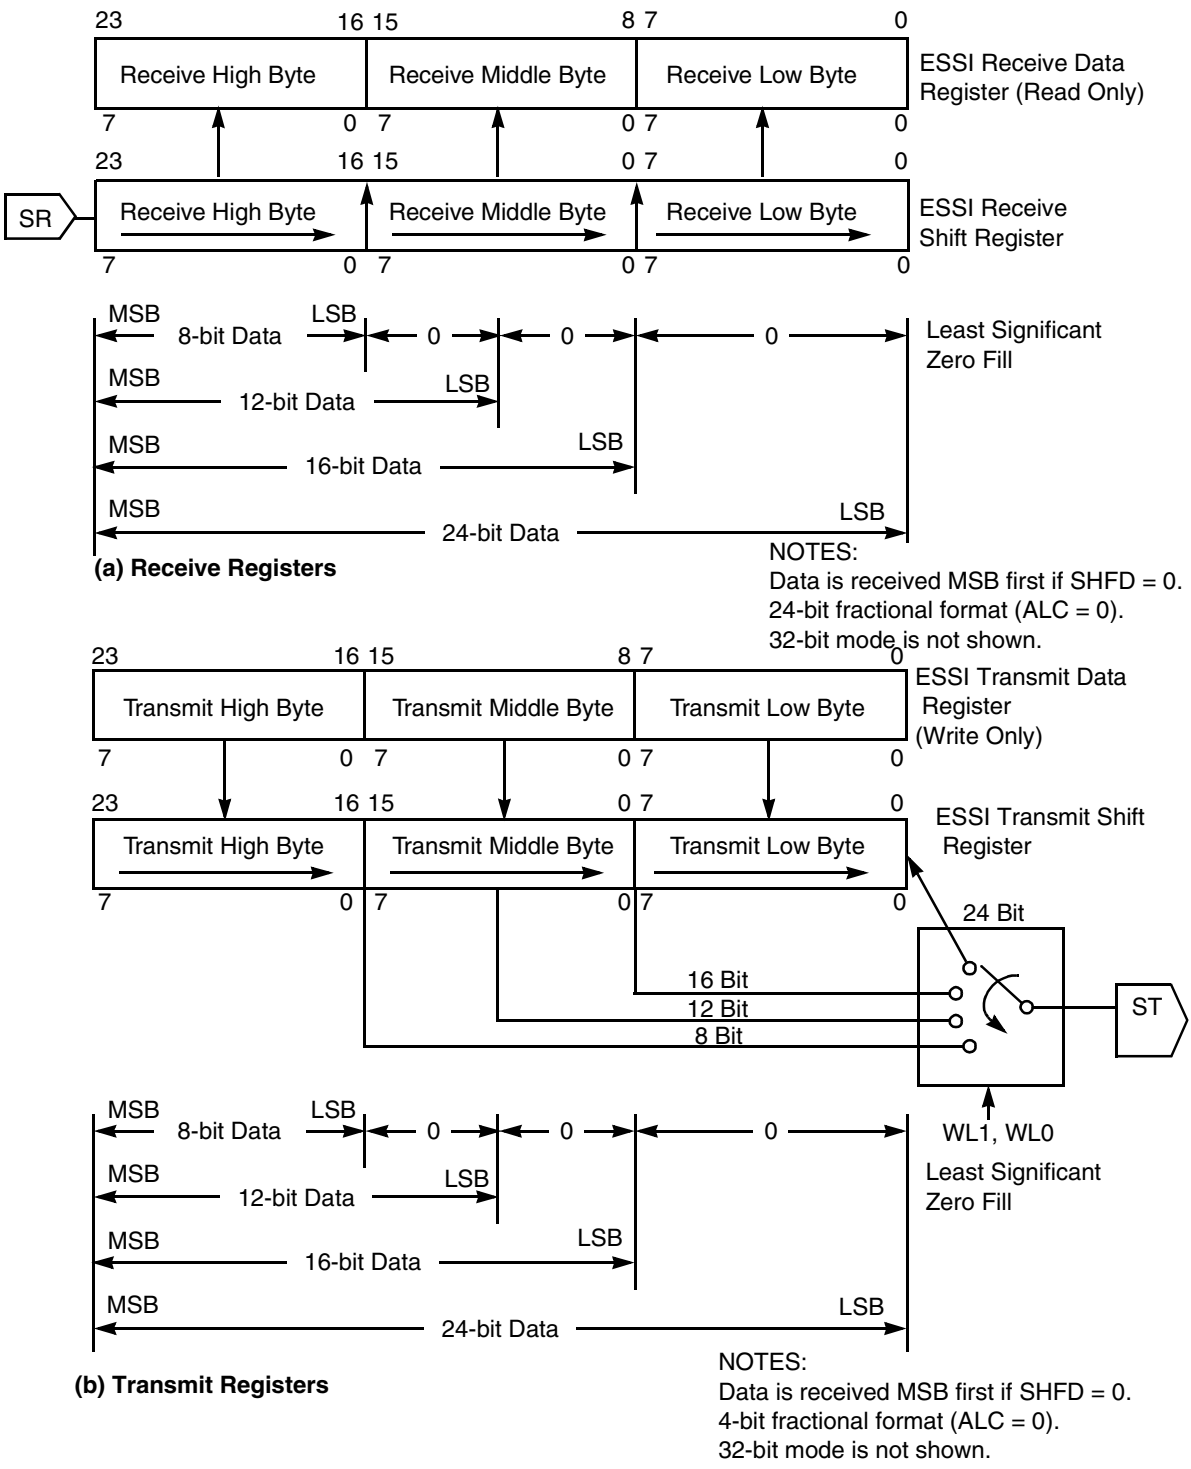 23 16 15 8 7 0
Receive High Byte Receive Middle Byte Receive Low Byte
ESSI Receive Data
Register (Read Only)
7 0 7 0 7 0
23 16 15 0 7 0
SR
Receive High Byte Receive Middle Byte Receive Low Byte
ESSI Receive
Shift Register
7 0 7 0 7 0
MSB LSB
8-bit Data 0 0 0
Least Significant
Zero Fill
MSB LSB
12-bit Data
MSB LSB
16-bit Data
MSB LSB
24-bit Data
(a) Receive Registers
NOTES:
Data is received MSB first if SHFD = 0.
24-bit fractional format (ALC = 0).
32-bit mode is not shown.
23 16 15 8 7 0
Transmit High Byte Transmit Middle Byte Transmit Low Byte
ESSI Transmit Data
Register
(Write Only)
7 0 7 0 7 0
23 16 15 0 7 0
Transmit High Byte Transmit Middle Byte Transmit Low Byte
ESSI Transmit Shift
Register
7 0 7 0 7 0
24 Bit
16 Bit
12 Bit
8 Bit
ST
WL1, WL0
MSB LSB
8-bit Data 0 0 0
Least Significant
Zero Fill
MSB LSB
12-bit Data
MSB LSB
16-bit Data
MSB LSB
24-bit Data
(b) Transmit Registers
NOTES:
Data is received MSB first if SHFD = 0.
4-bit fractional format (ALC = 0).
32-bit mode is not shown.